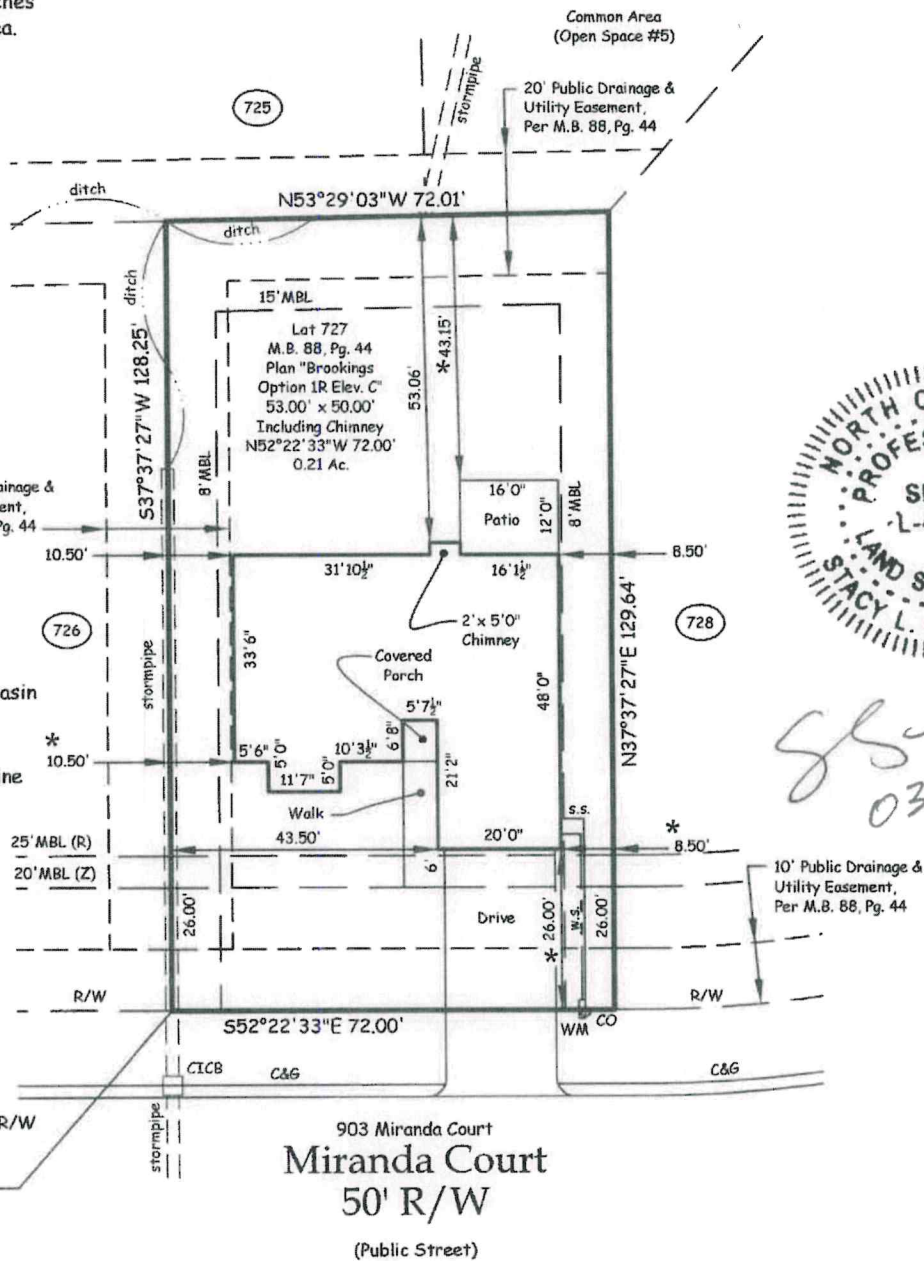 Common Area
(Open Space #5)
20' Public Drainage &
Utility Easement,
Per M.B. 88, Pg. 44
stormpipe
725
ditch
N53°29'03"W 72.01'
ditch
ditch
15' MBL
Lat 727
M.B. 88, Pg. 44
Plan "Brookings
Option 1R Elev. C"
53.00' x 50.00'
Including Chimney
N52°22'33"W 72.00'
0.21 Ac.
53.06'
*43.15'
S37°37'27"W 128.25'
8' MBL
8' MBL
16'0"
Patio
12'0"
Pg. 44
10.50'
8.50'
31'10½"
16'1½"
2' x 5'0"
Chimney
726
728
stormpipe
33'6"
Covered
Porch
48'0"
N37°37'27"E 129.64'
5'7½"
6'8"
*
10.50'
5'6"
5'0"
11'7"
5'0"
10'3½"
21'2"
Walk
s.s.
*
8.50'
25' MBL (R)
43.50'
20'0"
20' MBL (Z)
6'
10' Public Drainage &
Utility Easement,
Per M.B. 88, Pg. 44
26.00'
Drive
26.00'
*
w.s.
26.00'
R/W
R/W
S52°22'33"E 72.00'
WM
CO
CICB
C&G
C&G
R/W
stormpipe
903 Miranda Court
Miranda Court
50' R/W
(Public Street)
NORTH
LAND
STACY L.
03